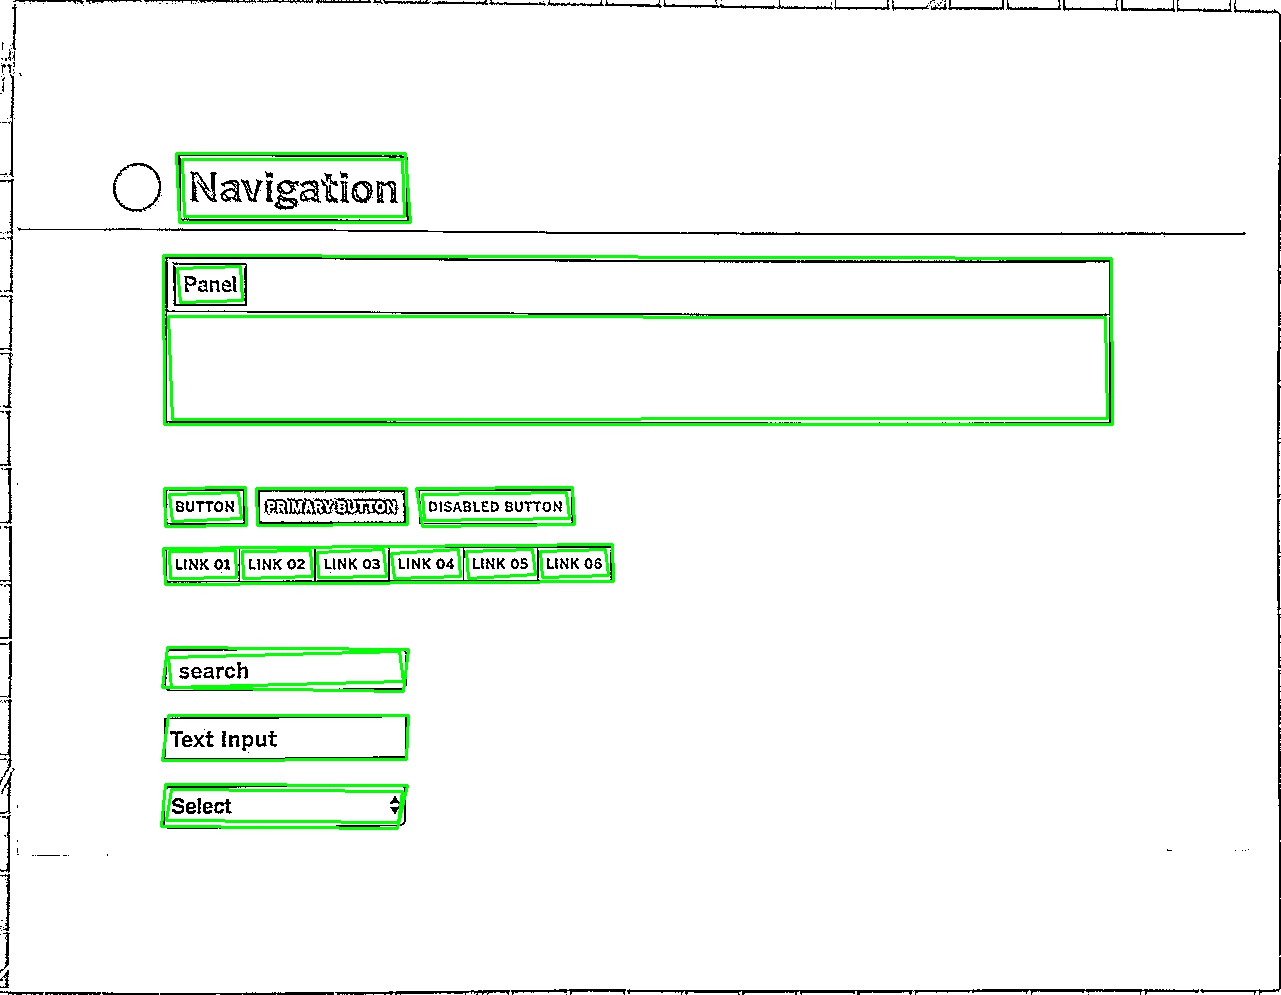 Navigation
Panel
BUTTON PRIMARY BUTTON DISABLED BUTTON
LINK 01 LINK 02 LINK 03 LINK 04 LINK 05 LINK 06
search
Text Input
Select